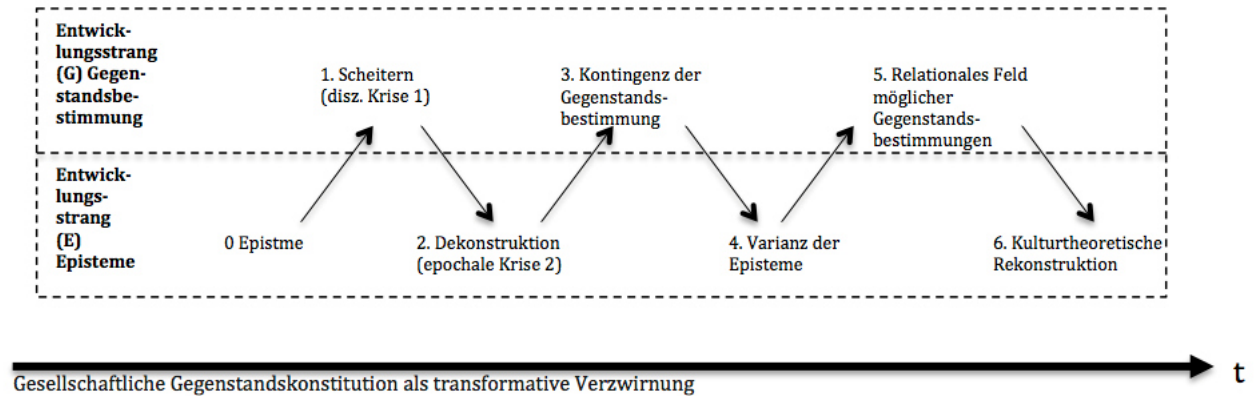 Entwick-
lungsstrang
(G) Gegen-
standsbe-
stimmung
1. Scheitern
(disz. Krise 1)
3. Kontingenz der
Gegenstands-
bestimmung
5. Relationales Feld
möglicher
Gegenstands-
bestimmungen
Entwick-
lungs-
strang
(E)
Episteme
0 Epistme
2. Dekonstruktion
(epochale Krise 2)
4. Varianz der
Episteme
6. Kulturtheoretische
Rekonstruktion
t
Gesellschaftliche Gegenstandskonstitution als transformative Verzwirnung